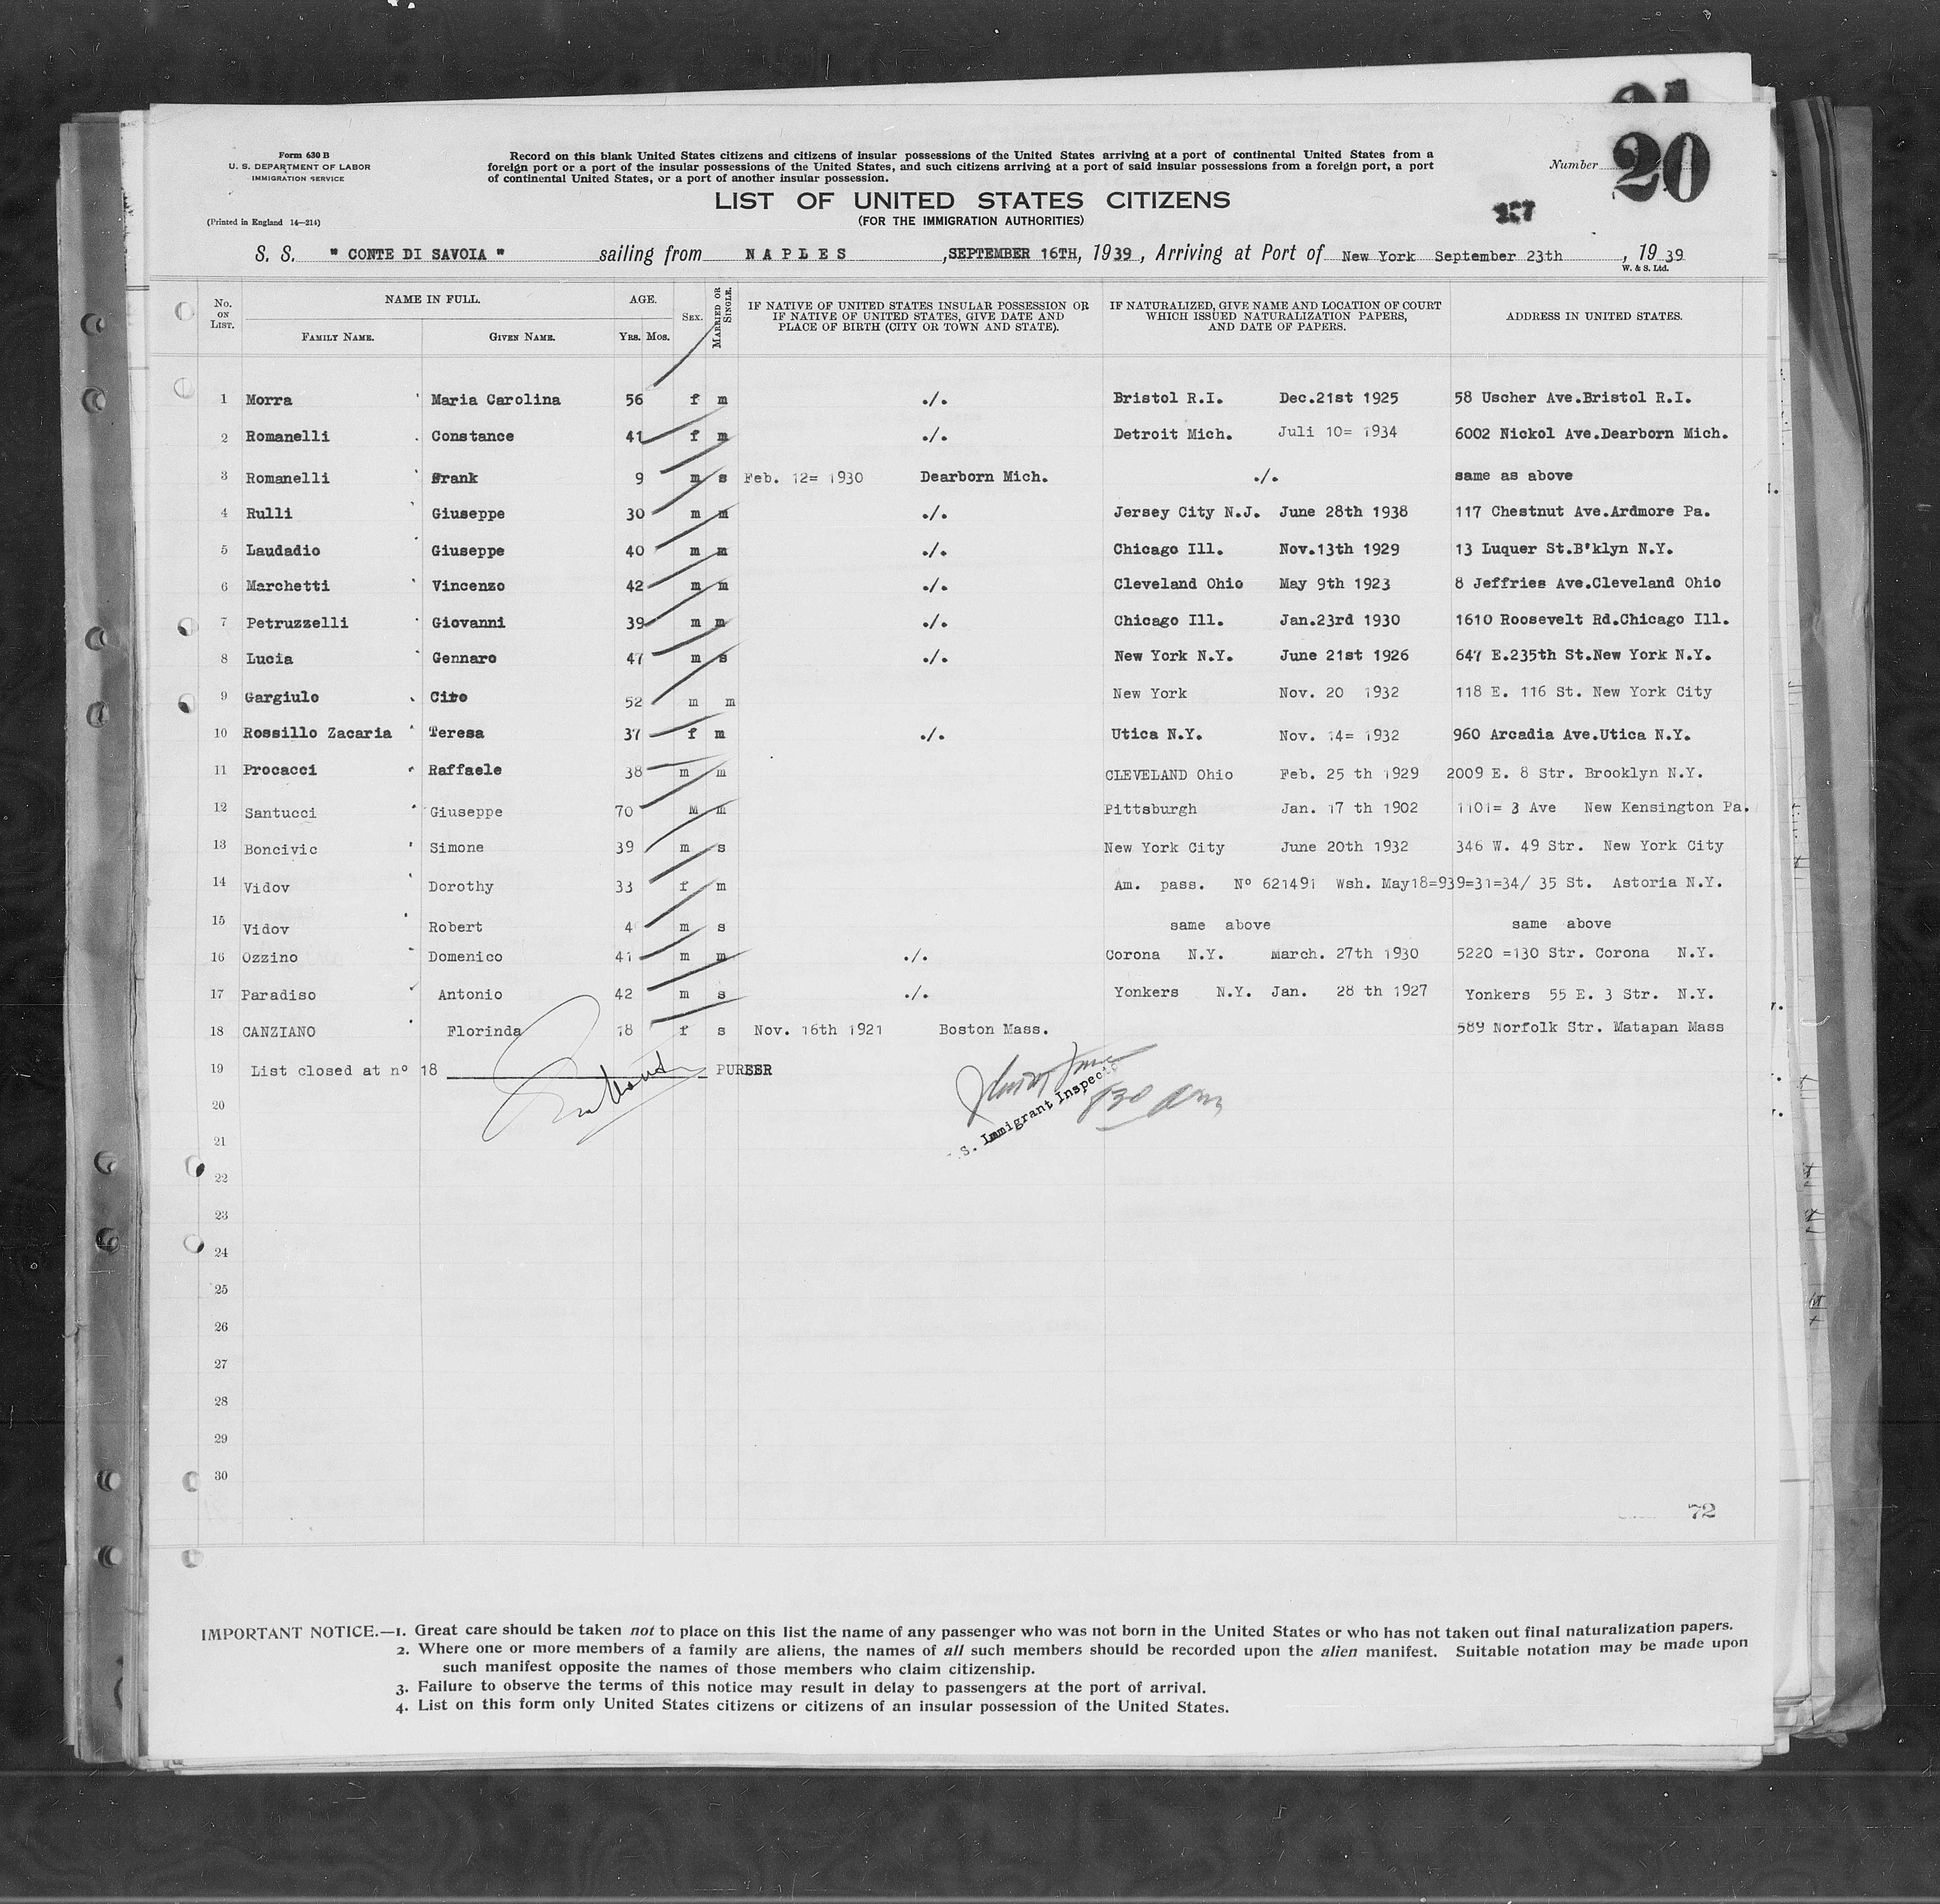 21
Form 630 B
U. S. DEPARTMENT OF LABOR
IMMIGRATION SERVICE
(Printed in England 14—214)
Record on this blank United States citizens and citizens of insular possessions of the United States arriving at a port of continental United States from a
foreign port or a port of the insular possessions of the United States, and such citizens arriving at a port of said insular possessions from a foreign port, a port
of continental United States, or a port of another insular possession.
Number 20
LIST OF UNITED STATES CITIZENS
(FOR THE IMMIGRATION AUTHORITIES)
S. S. " CONTE DI SAVOIA " sailing from NAPLES ,SEPTEMBER 16TH, 1939, Arriving at Port of New York September 23th , 1939
W. & S. Ltd.
No. ON LIST. NAME IN FULL. FAMILY NAME. GIVEN NAME. AGE. YRS. MOS. SEX. MARRIED OR SINGLE. IF NATIVE OF UNITED STATES INSULAR POSSESSION OR IF NATIVE OF UNITED STATES, GIVE DATE AND PLACE OF BIRTH (CITY OR TOWN AND STATE). IF NATURALIZED, GIVE NAME AND LOCATION OF COURT WHICH ISSUED NATURALIZATION PAPERS, AND DATE OF PAPERS. ADDRESS IN UNITED STATES.
1 Morra Maria Carolina 56 f m ./. Bristol R.I. Dec.21st 1925 58 Uscher Ave.Bristol R.I.
2 Romanelli Constance 41 f m ./. Detroit Mich. Juli 10= 1934 6002 Nickol Ave.Dearborn Mich.
3 Romanelli Frank 9 m s Feb. 12= 1930 Dearborn Mich. ./. same as above
4 Rulli Giuseppe 30 m m ./. Jersey City N.J. June 28th 1938 117 Chestnut Ave.Ardmore Pa.
5 Laudadio Giuseppe 40 m m ./. Chicago Ill. Nov.13th 1929 13 Luquer St.B'klyn N.Y.
6 Marchetti Vincenzo 42 m m ./. Cleveland Ohio May 9th 1923 8 Jeffries Ave.Cleveland Ohio
7 Petruzzelli Giovanni 39 m m ./. Chicago Ill. Jan.23rd 1930 1610 Roosevelt Rd.Chicago Ill.
8 Lucia Gennaro 47 m s ./. New York N.Y. June 21st 1926 647 E.235th St.New York N.Y.
9 Gargiulo Ciro 52 m m New York Nov. 20 1932 118 E. 116 St. New York City
10 Rossillo Zacaria Teresa 37 f m ./. Utica N.Y. Nov. 14= 1932 960 Arcadia Ave.Utica N.Y.
11 Procacci Raffaele 38 m m CLEVELAND Ohio Feb. 25 th 1929 2009 E. 8 Str. Brooklyn N.Y.
12 Santucci Giuseppe 70 M m Pittsburgh Jan. 17 th 1902 1101= 3 Ave New Kensington Pa.
13 Boncivic Simone 39 m s New York City June 20th 1932 346 W. 49 Str. New York City
14 Vidov Dorothy 33 f m Am. pass. Nº 621491 Wsh. May18=939=31=34/ 35 St. Astoria N.Y.
15 Vidov Robert 4 m s same above same above
16 Ozzino Domenico 41 m m ./. Corona N.Y. March. 27th 1930 5220 =130 Str. Corona N.Y.
17 Paradiso Antonio 42 m s ./. Yonkers N.Y. Jan. 28 th 1927 Yonkers 55 E. 3 Str. N.Y.
18 CANZIANO Florinda 18 f s Nov. 16th 1921 Boston Mass. 589 Norfolk Str. Matapan Mass
19 List closed at nº 18 PURSER
S. Immigrant Inspector
830 Am
20
21
22
23
24
25
26
27
28
29
30
72
IMPORTANT NOTICE.—1. Great care should be taken not to place on this list the name of any passenger who was not born in the United States or who has not taken out final naturalization papers.
2. Where one or more members of a family are aliens, the names of all such members should be recorded upon the alien manifest. Suitable notation may be made upon
such manifest opposite the names of those members who claim citizenship.
3. Failure to observe the terms of this notice may result in delay to passengers at the port of arrival.
4. List on this form only United States citizens or citizens of an insular possession of the United States.